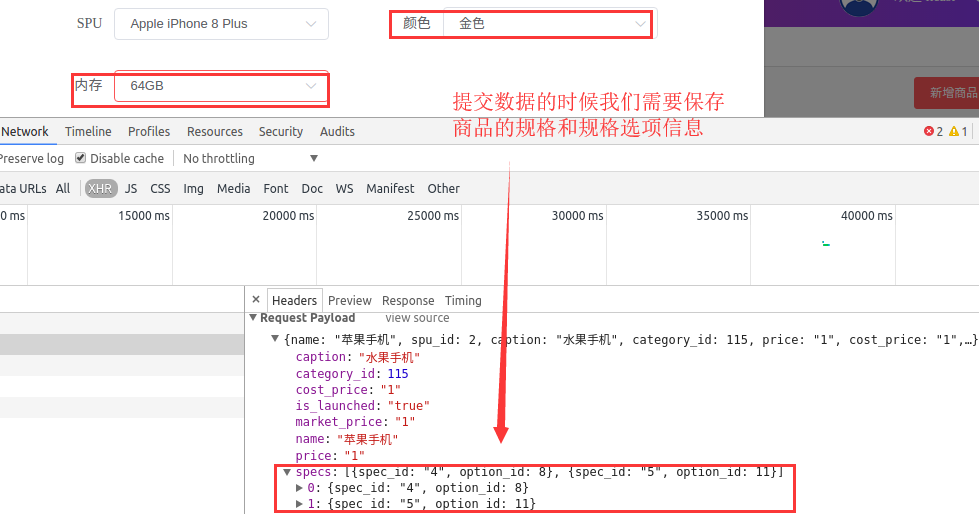 SPU Apple iPhone 8 Plus 颜色 金色
新增商品
内存 64GB
提交数据的时候我们需要保存
商品的规格和规格选项信息
Network Timeline Profiles Resources Security Audits 2 1
Preserve log Disable cache No throttling
ata URLs All XHR JS CSS Img Media Font Doc WS Manifest Other
0 ms 15000 ms 20000 ms 25000 ms 30000 ms 35000 ms 40000 ms
× Headers Preview Response Timing
Request Payload view source
{name: "苹果手机", spu_id: 2, caption: "水果手机", category_id: 115, price: "1", cost_price: "1",…}
caption: "水果手机"
category_id: 115
cost_price: "1"
is_launched: "true"
market_price: "1"
name: "苹果手机"
price: "1"
specs: [{spec_id: "4", option_id: 8}, {spec_id: "5", option_id: 11}]
0: {spec_id: "4", option_id: 8}
1: {spec_id: "5", option_id: 11}